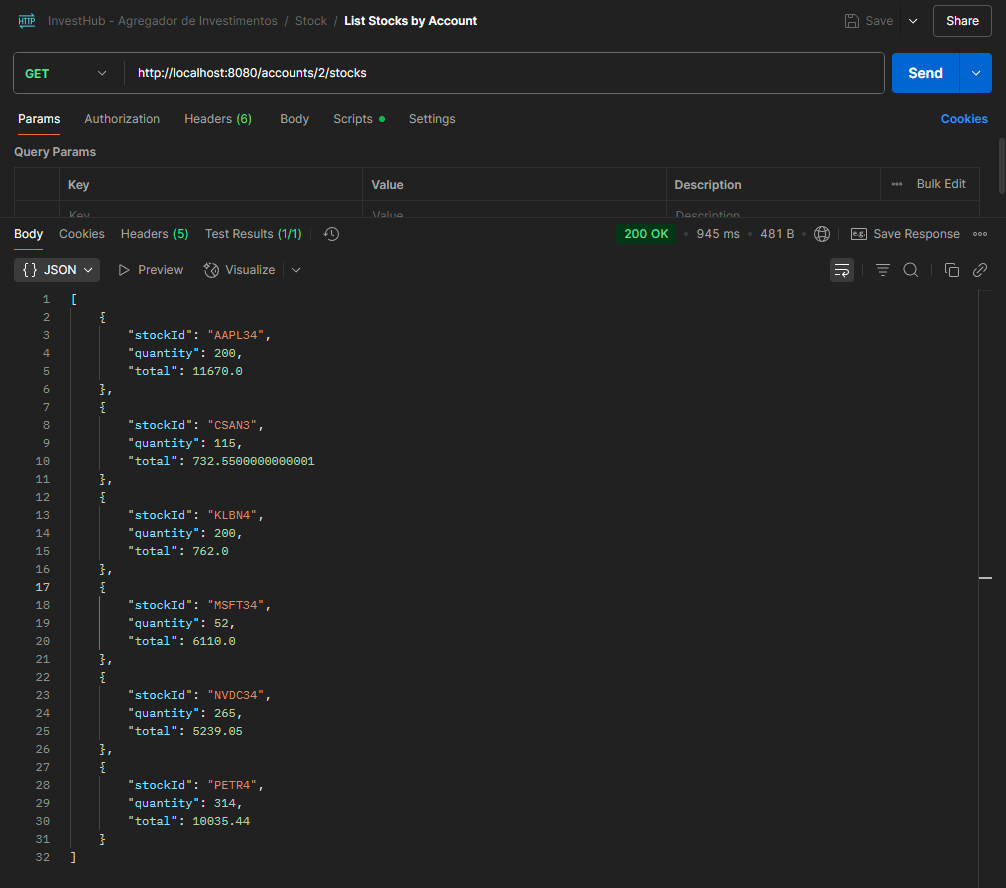 HTTP InvestHub - Agregador de Investimentos / Stock / List Stocks by Account Save Share
GET http://localhost:8080/accounts/2/stocks Send
Params Authorization Headers (6) Body Scripts Settings Cookies
Query Params
Key Value Description Bulk Edit
Key Value Description
Body Cookies Headers (5) Test Results (1/1) 200 OK 945 ms 481 B e.g. Save Response
{} JSON Preview Visualize
1 [
2 {
3 "stockId": "AAPL34",
4 "quantity": 200,
5 "total": 11670.0
6 },
7 {
8 "stockId": "CSAN3",
9 "quantity": 115,
10 "total": 732.5500000000001
11 },
12 {
13 "stockId": "KLBN4",
14 "quantity": 200,
15 "total": 762.0
16 },
17 {
18 "stockId": "MSFT34",
19 "quantity": 52,
20 "total": 6110.0
21 },
22 {
23 "stockId": "NVDC34",
24 "quantity": 265,
25 "total": 5239.05
26 },
27 {
28 "stockId": "PETR4",
29 "quantity": 314,
30 "total": 10035.44
31 }
32 ]